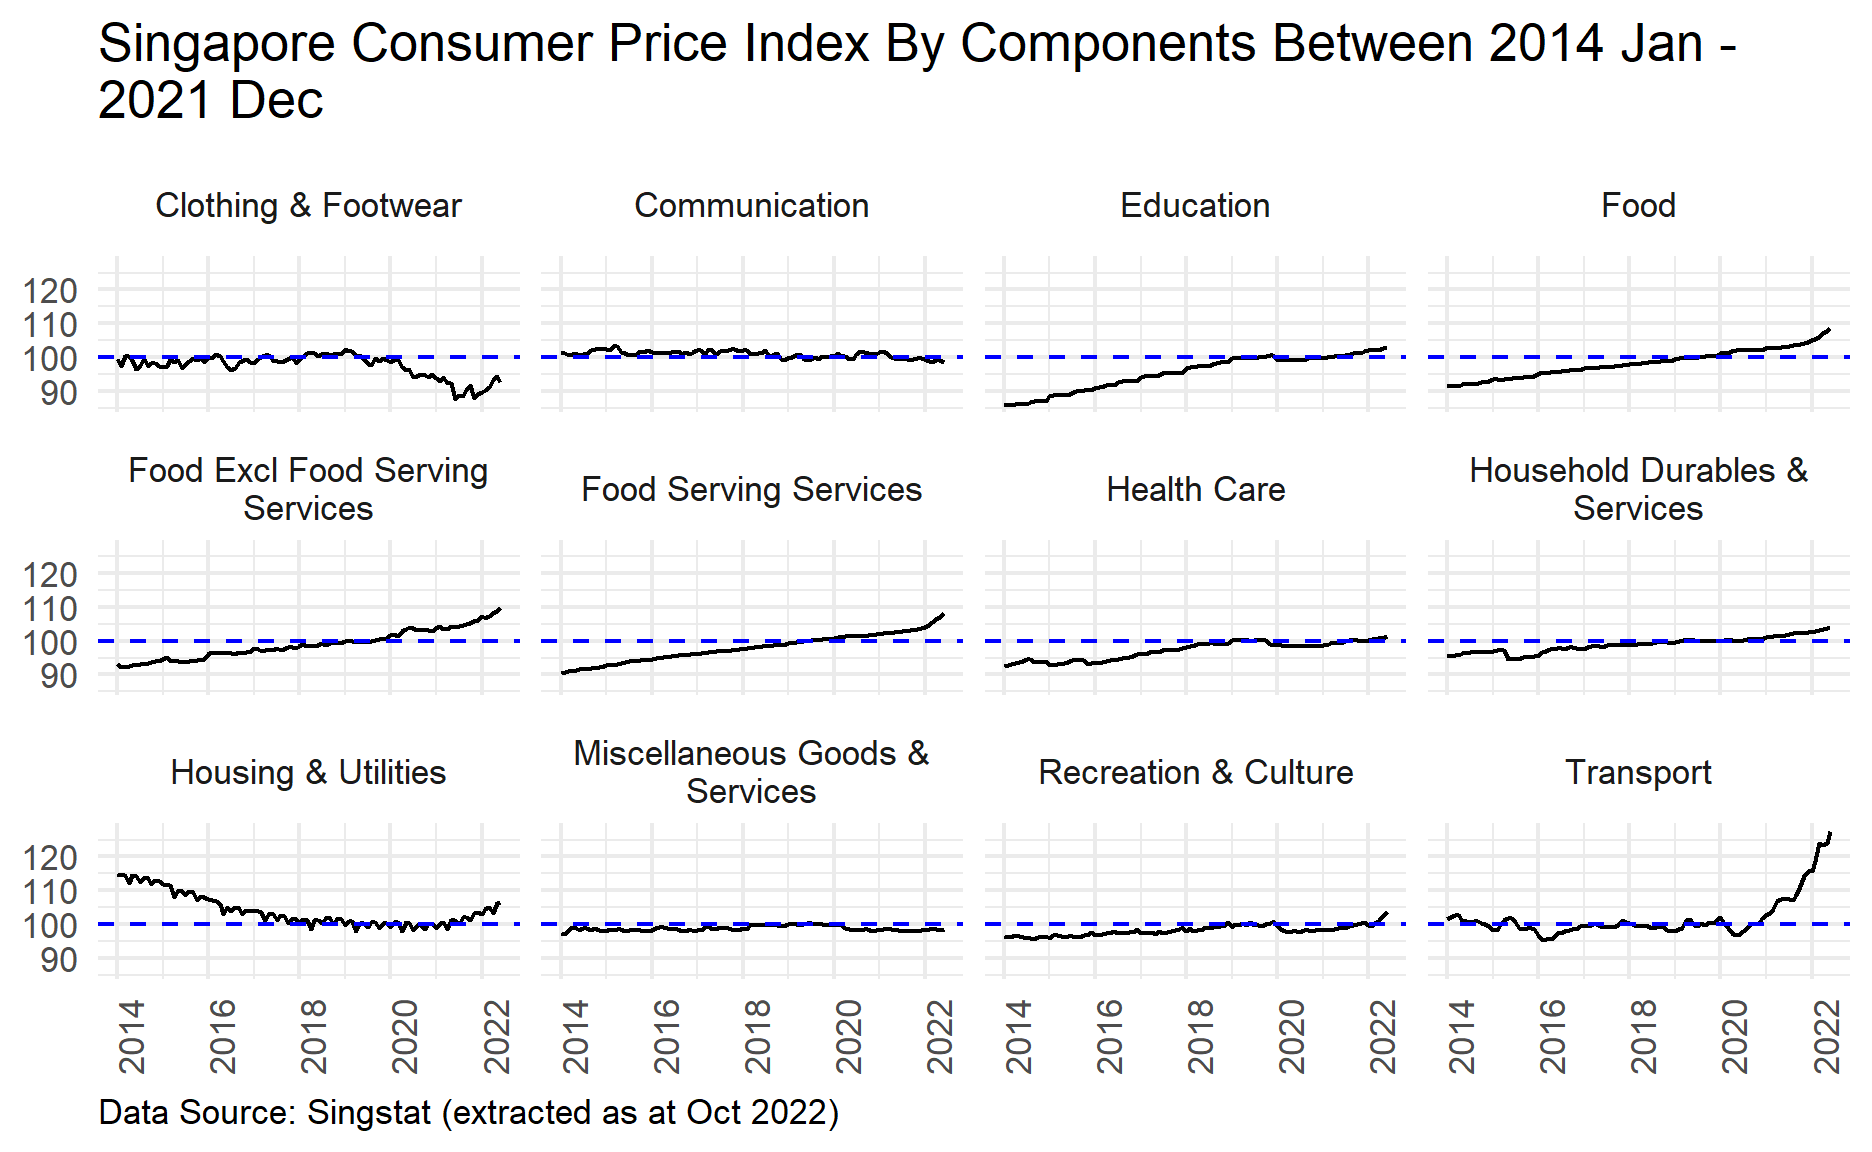 Singapore Consumer Price Index By Components Between 2014 Jan -
2021 Dec
Clothing & Footwear
Communication
Education
Food
120
110
100
90
Food Excl Food Serving
Services
Food Serving Services
Health Care
Household Durables &
Services
120
110
100
90
Housing & Utilities
Miscellaneous Goods &
Services
Recreation & Culture
Transport
120
110
100
90
2014
2016
2018
2020
2022
2014
2016
2018
2020
2022
2014
2016
2018
2020
2022
2014
2016
2018
2020
2022
Data Source: Singstat (extracted as at Oct 2022)